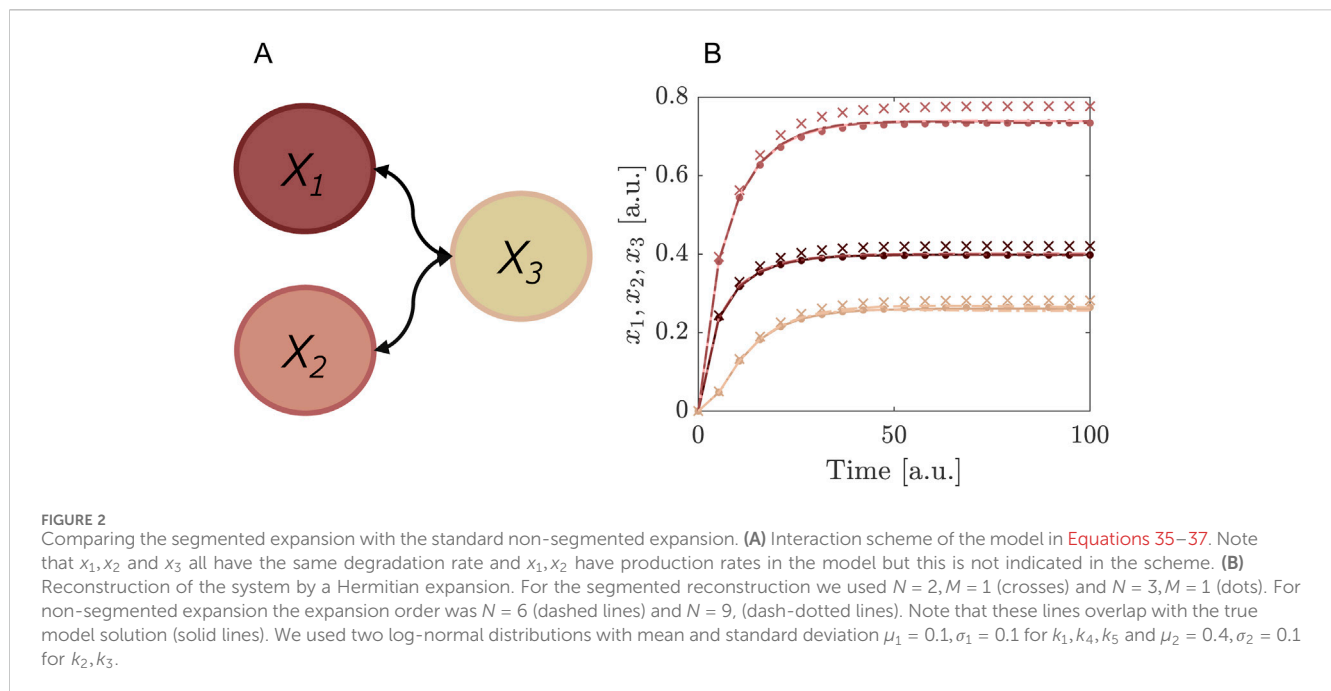 A
B
X1
X2
X3
0.8
0.6
0.4
0.2
0
0
50
100
x1, x2, x3 [a.u.]
Time [a.u.]
FIGURE 2
Comparing the segmented expansion with the standard non-segmented expansion. (A) Interaction scheme of the model in Equations 35–37. Note
that x1, x2 and x3 all have the same degradation rate and x1, x2 have production rates in the model but this is not indicated in the scheme. (B)
Reconstruction of the system by a Hermitian expansion. For the segmented reconstruction we used N = 2, M = 1 (crosses) and N = 3, M = 1 (dots). For
non-segmented expansion the expansion order was N = 6 (dashed lines) and N = 9, (dash-dotted lines). Note that these lines overlap with the true
model solution (solid lines). We used two log-normal distributions with mean and standard deviation μ1 = 0.1, σ1 = 0.1 for k1, k4, k5 and μ2 = 0.4, σ2 = 0.1
for k2, k3.